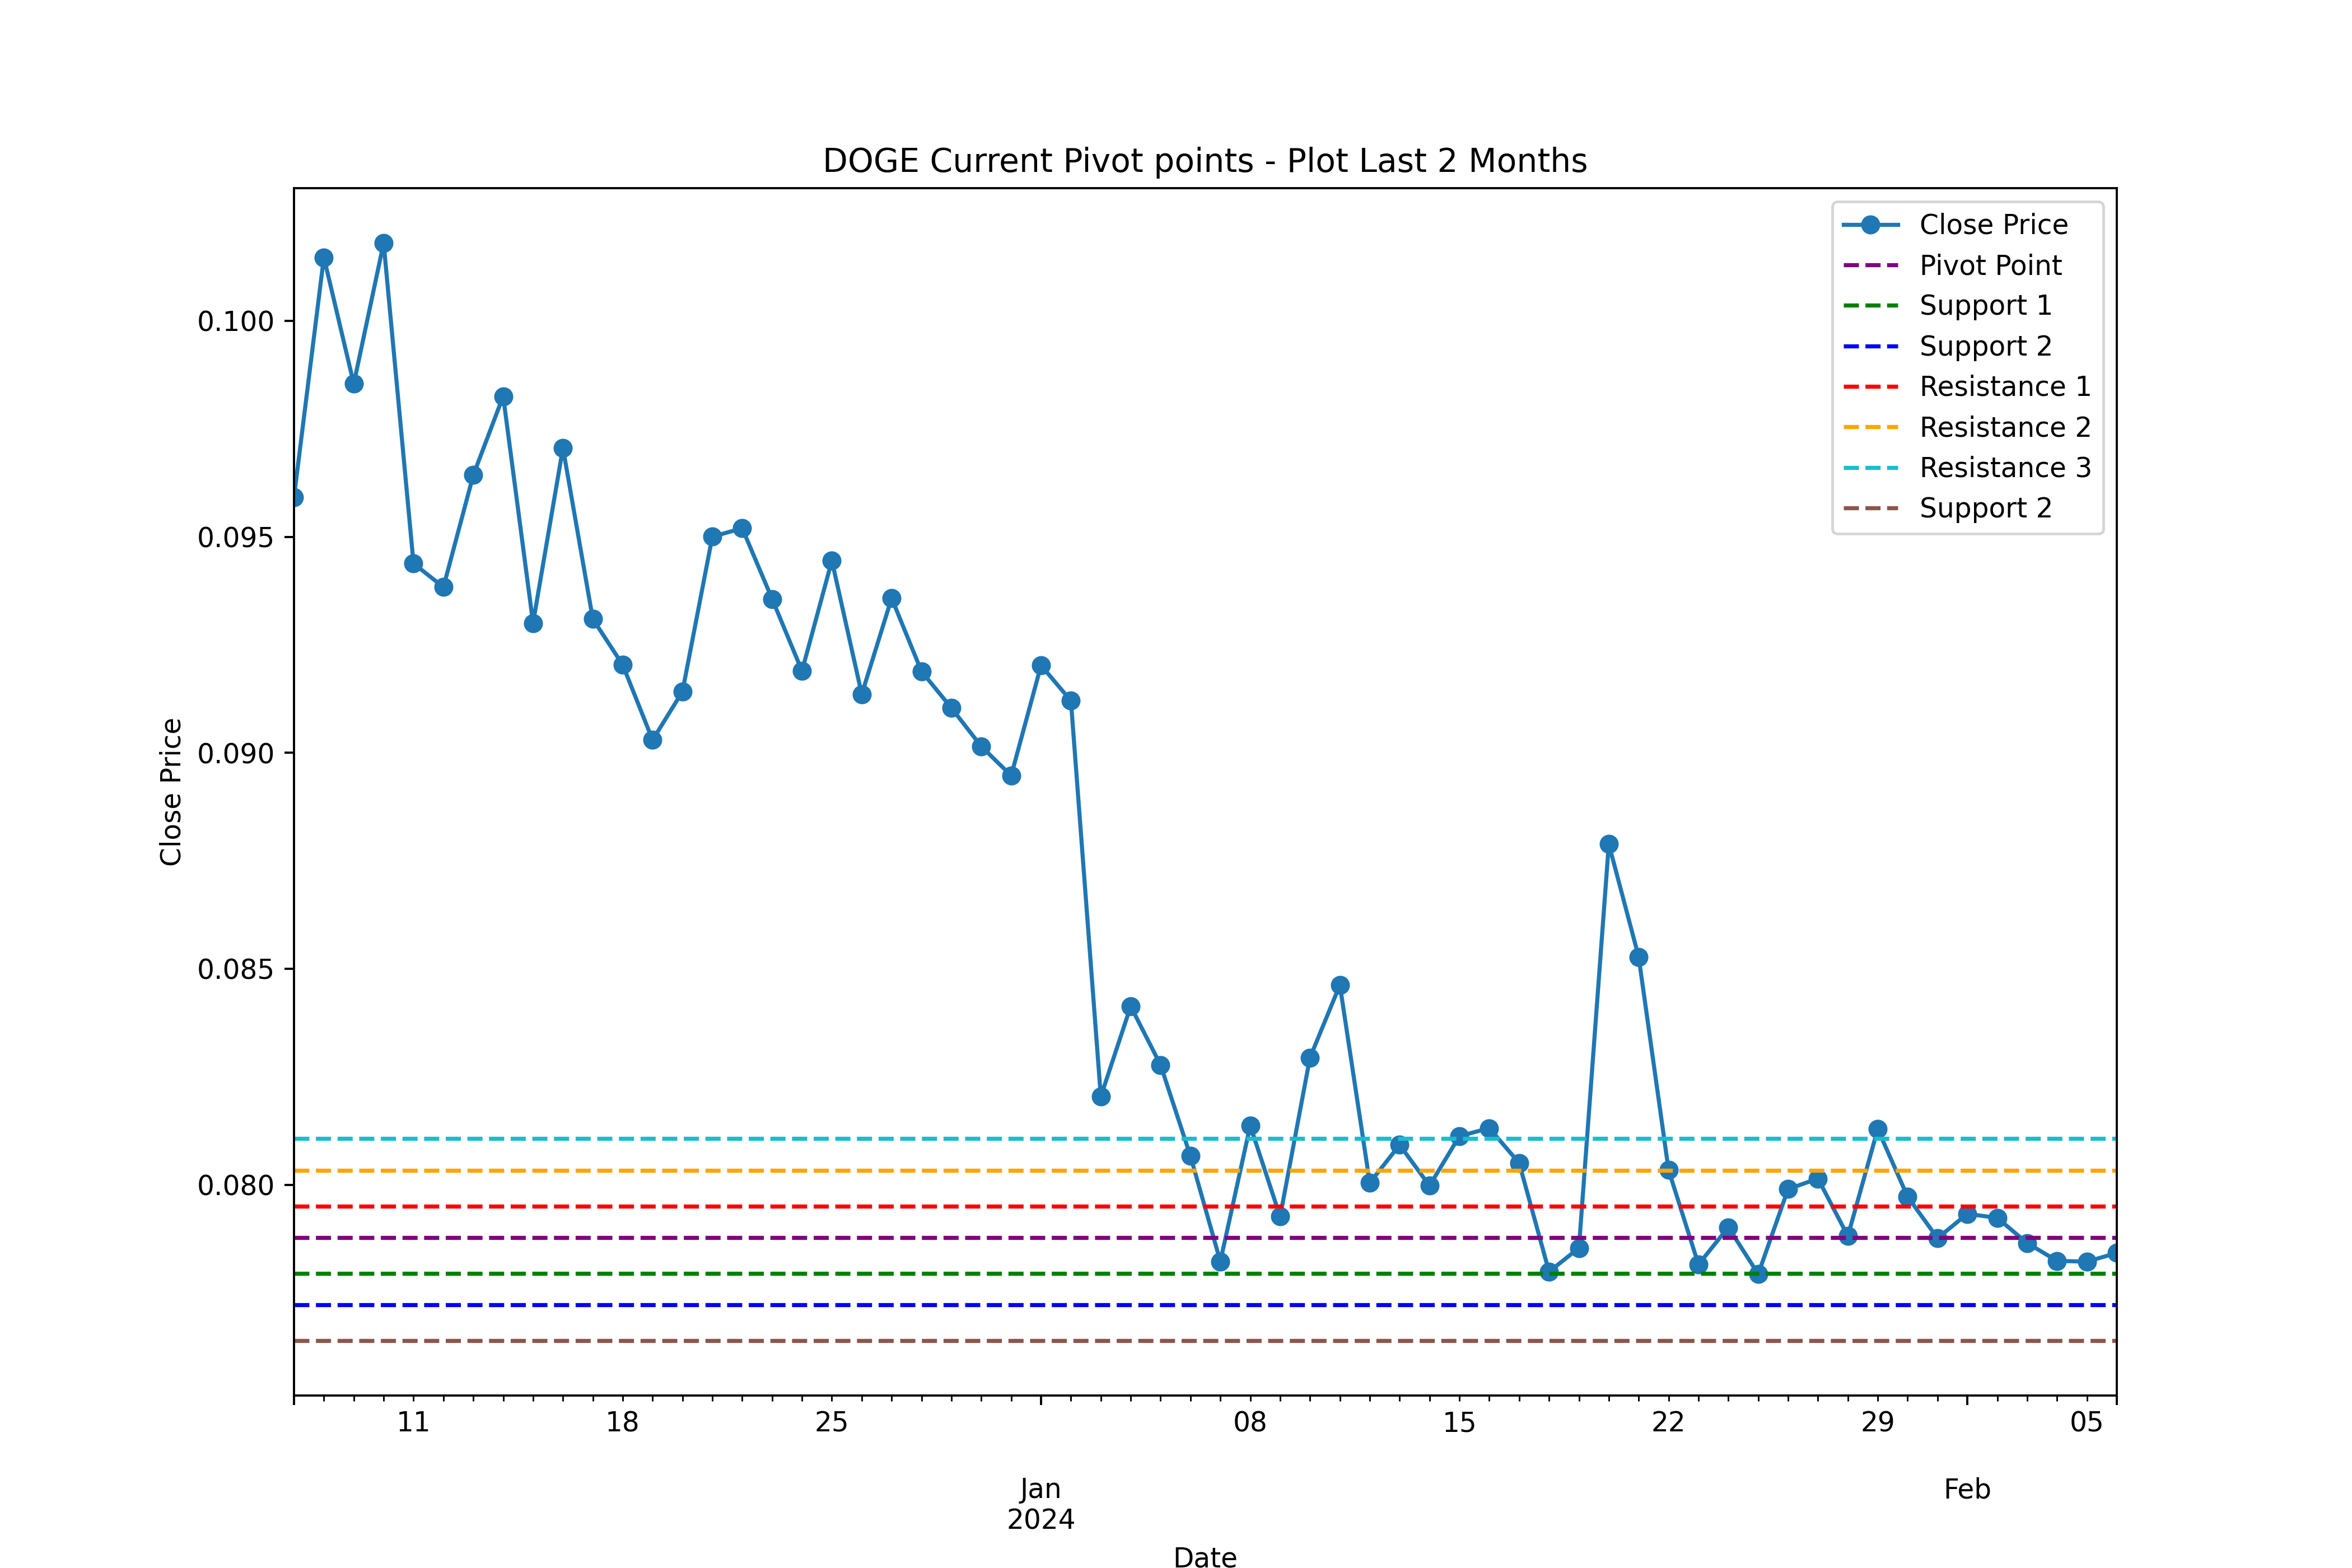 DOGE Current Pivot points - Plot Last 2 Months
Close Price
Pivot Point
Support 1
Support 2
Resistance 1
Resistance 2
Resistance 3
Support 2
0.100
0.095
0.090
0.085
0.080
Close Price
11
18
25
08
15
22
29
05
Jan
2024
Feb
Date